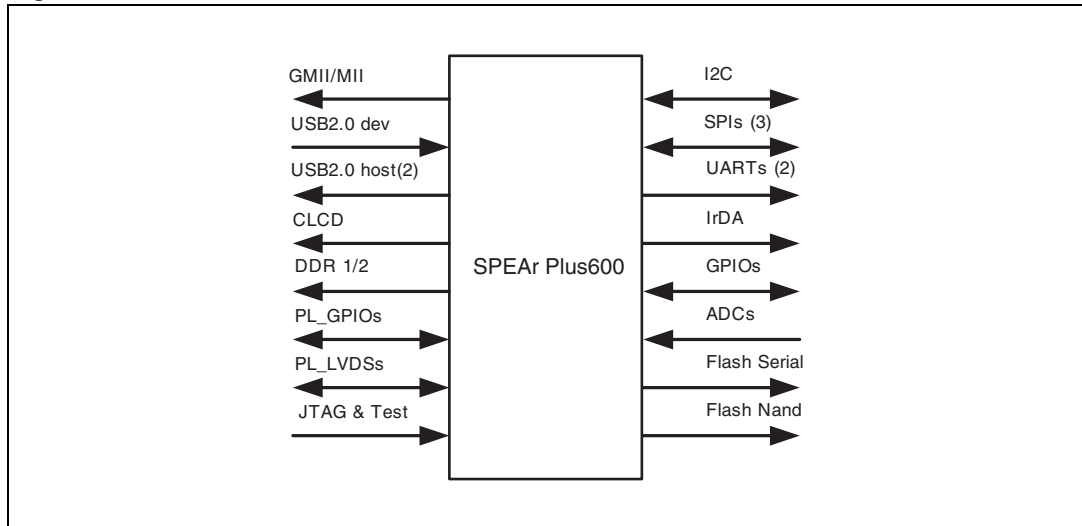 GMII/MII
USB2.0 dev
USB2.0 host(2)
CLCD
DDR 1/2
PL_GPIOs
PL_LVDSs
JTAG & Test
SPEAr Plus600
I2C
SPIs (3)
UARTs (2)
IrDA
GPIOs
ADCs
Flash Serial
Flash Nand